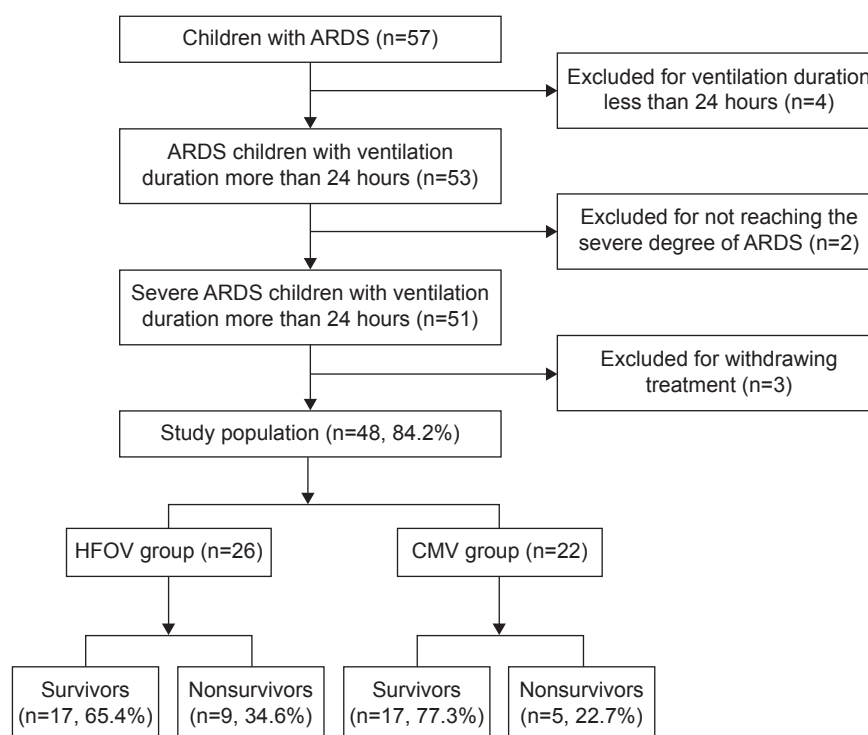 Children with ARDS (n=57)
Excluded for ventilation duration
less than 24 hours (n=4)
ARDS children with ventilation
duration more than 24 hours (n=53)
Excluded for not reaching the
severe degree of ARDS (n=2)
Severe ARDS children with ventilation
duration more than 24 hours (n=51)
Excluded for withdrawing
treatment (n=3)
Study population (n=48, 84.2%)
HFOV group (n=26)
CMV group (n=22)
Survivors
(n=17, 65.4%)
Nonsurvivors
(n=9, 34.6%)
Survivors
(n=17, 77.3%)
Nonsurvivors
(n=5, 22.7%)